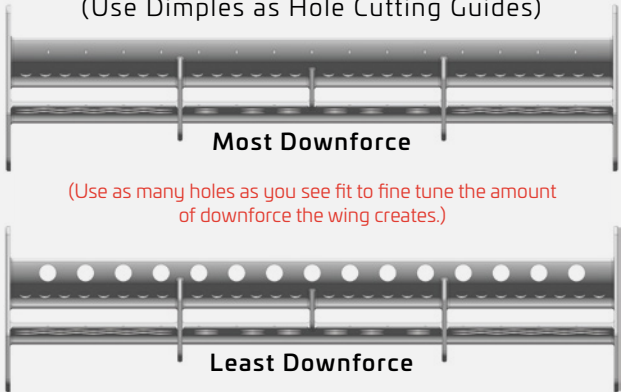 (Use Dimples as Hole Cutting Guides)
Most Downforce
(Use as many holes as you see fit to fine tune the amount
of downforce the wing creates.)
Least Downforce